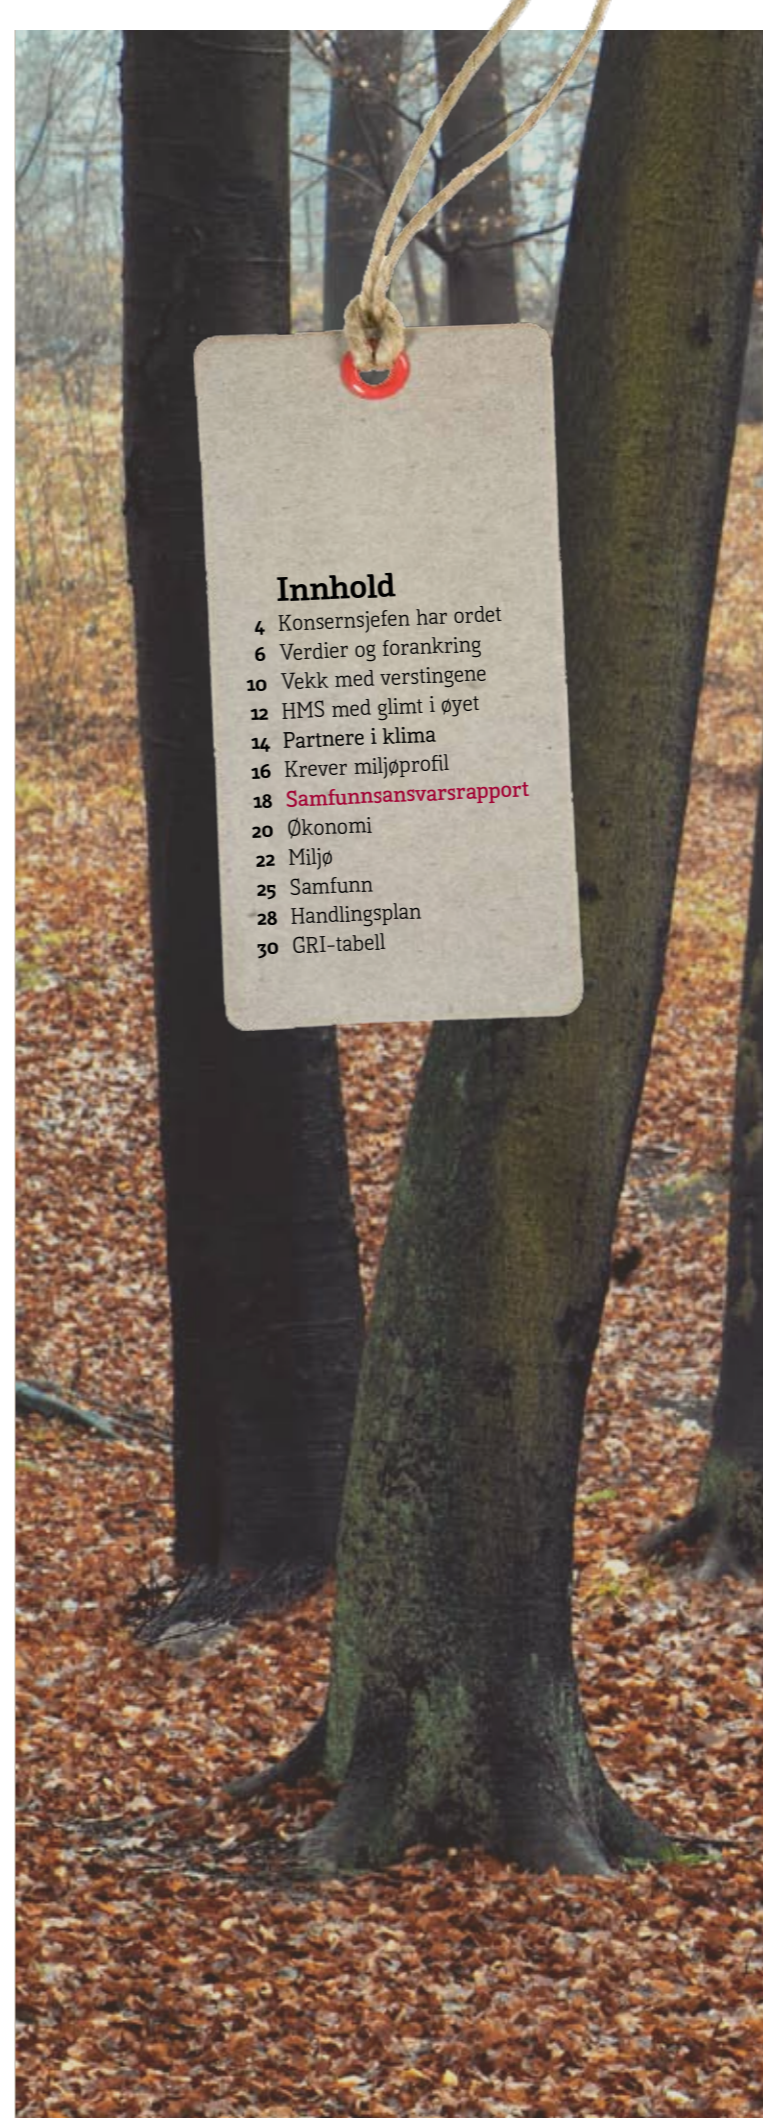 Innhold
4 Konsernsjefen har ordet
6 Verdier og forankring
10 Vekk med verstingene
12 HMS med glimt i øyet
14 Partnere i klima
16 Krever miljøprofil
18 Samfunnsansvarsrapport
20 Økonomi
22 Miljø
25 Samfunn
28 Handlingsplan
30 GRI-tabell